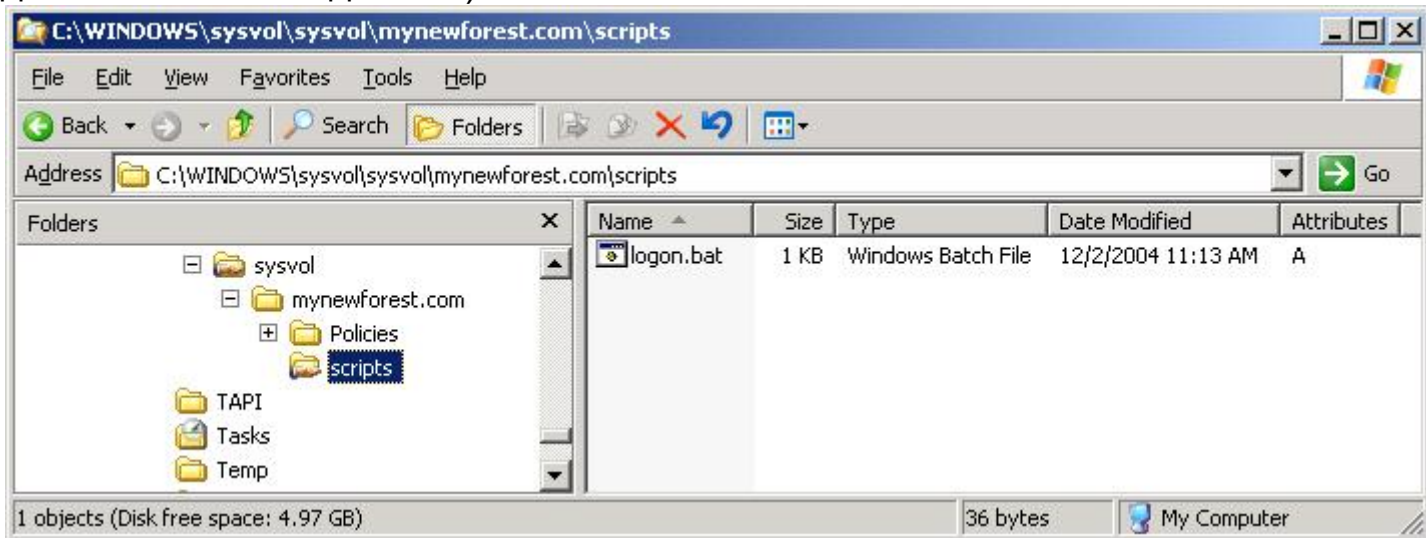 C:\WINDOWS\sysvol\sysvol\mynewforest.com\scripts
File Edit View Favorites Tools Help
Back Search Folders
Address C:\WINDOWS\sysvol\sysvol\mynewforest.com\scripts Go
Folders Name Size Type Date Modified Attributes
sysvol logon.bat 1 KB Windows Batch File 12/2/2004 11:13 AM A
mynewforest.com
Policies
scripts
TAPI
Tasks
Temp
1 objects (Disk free space: 4.97 GB) 36 bytes My Computer